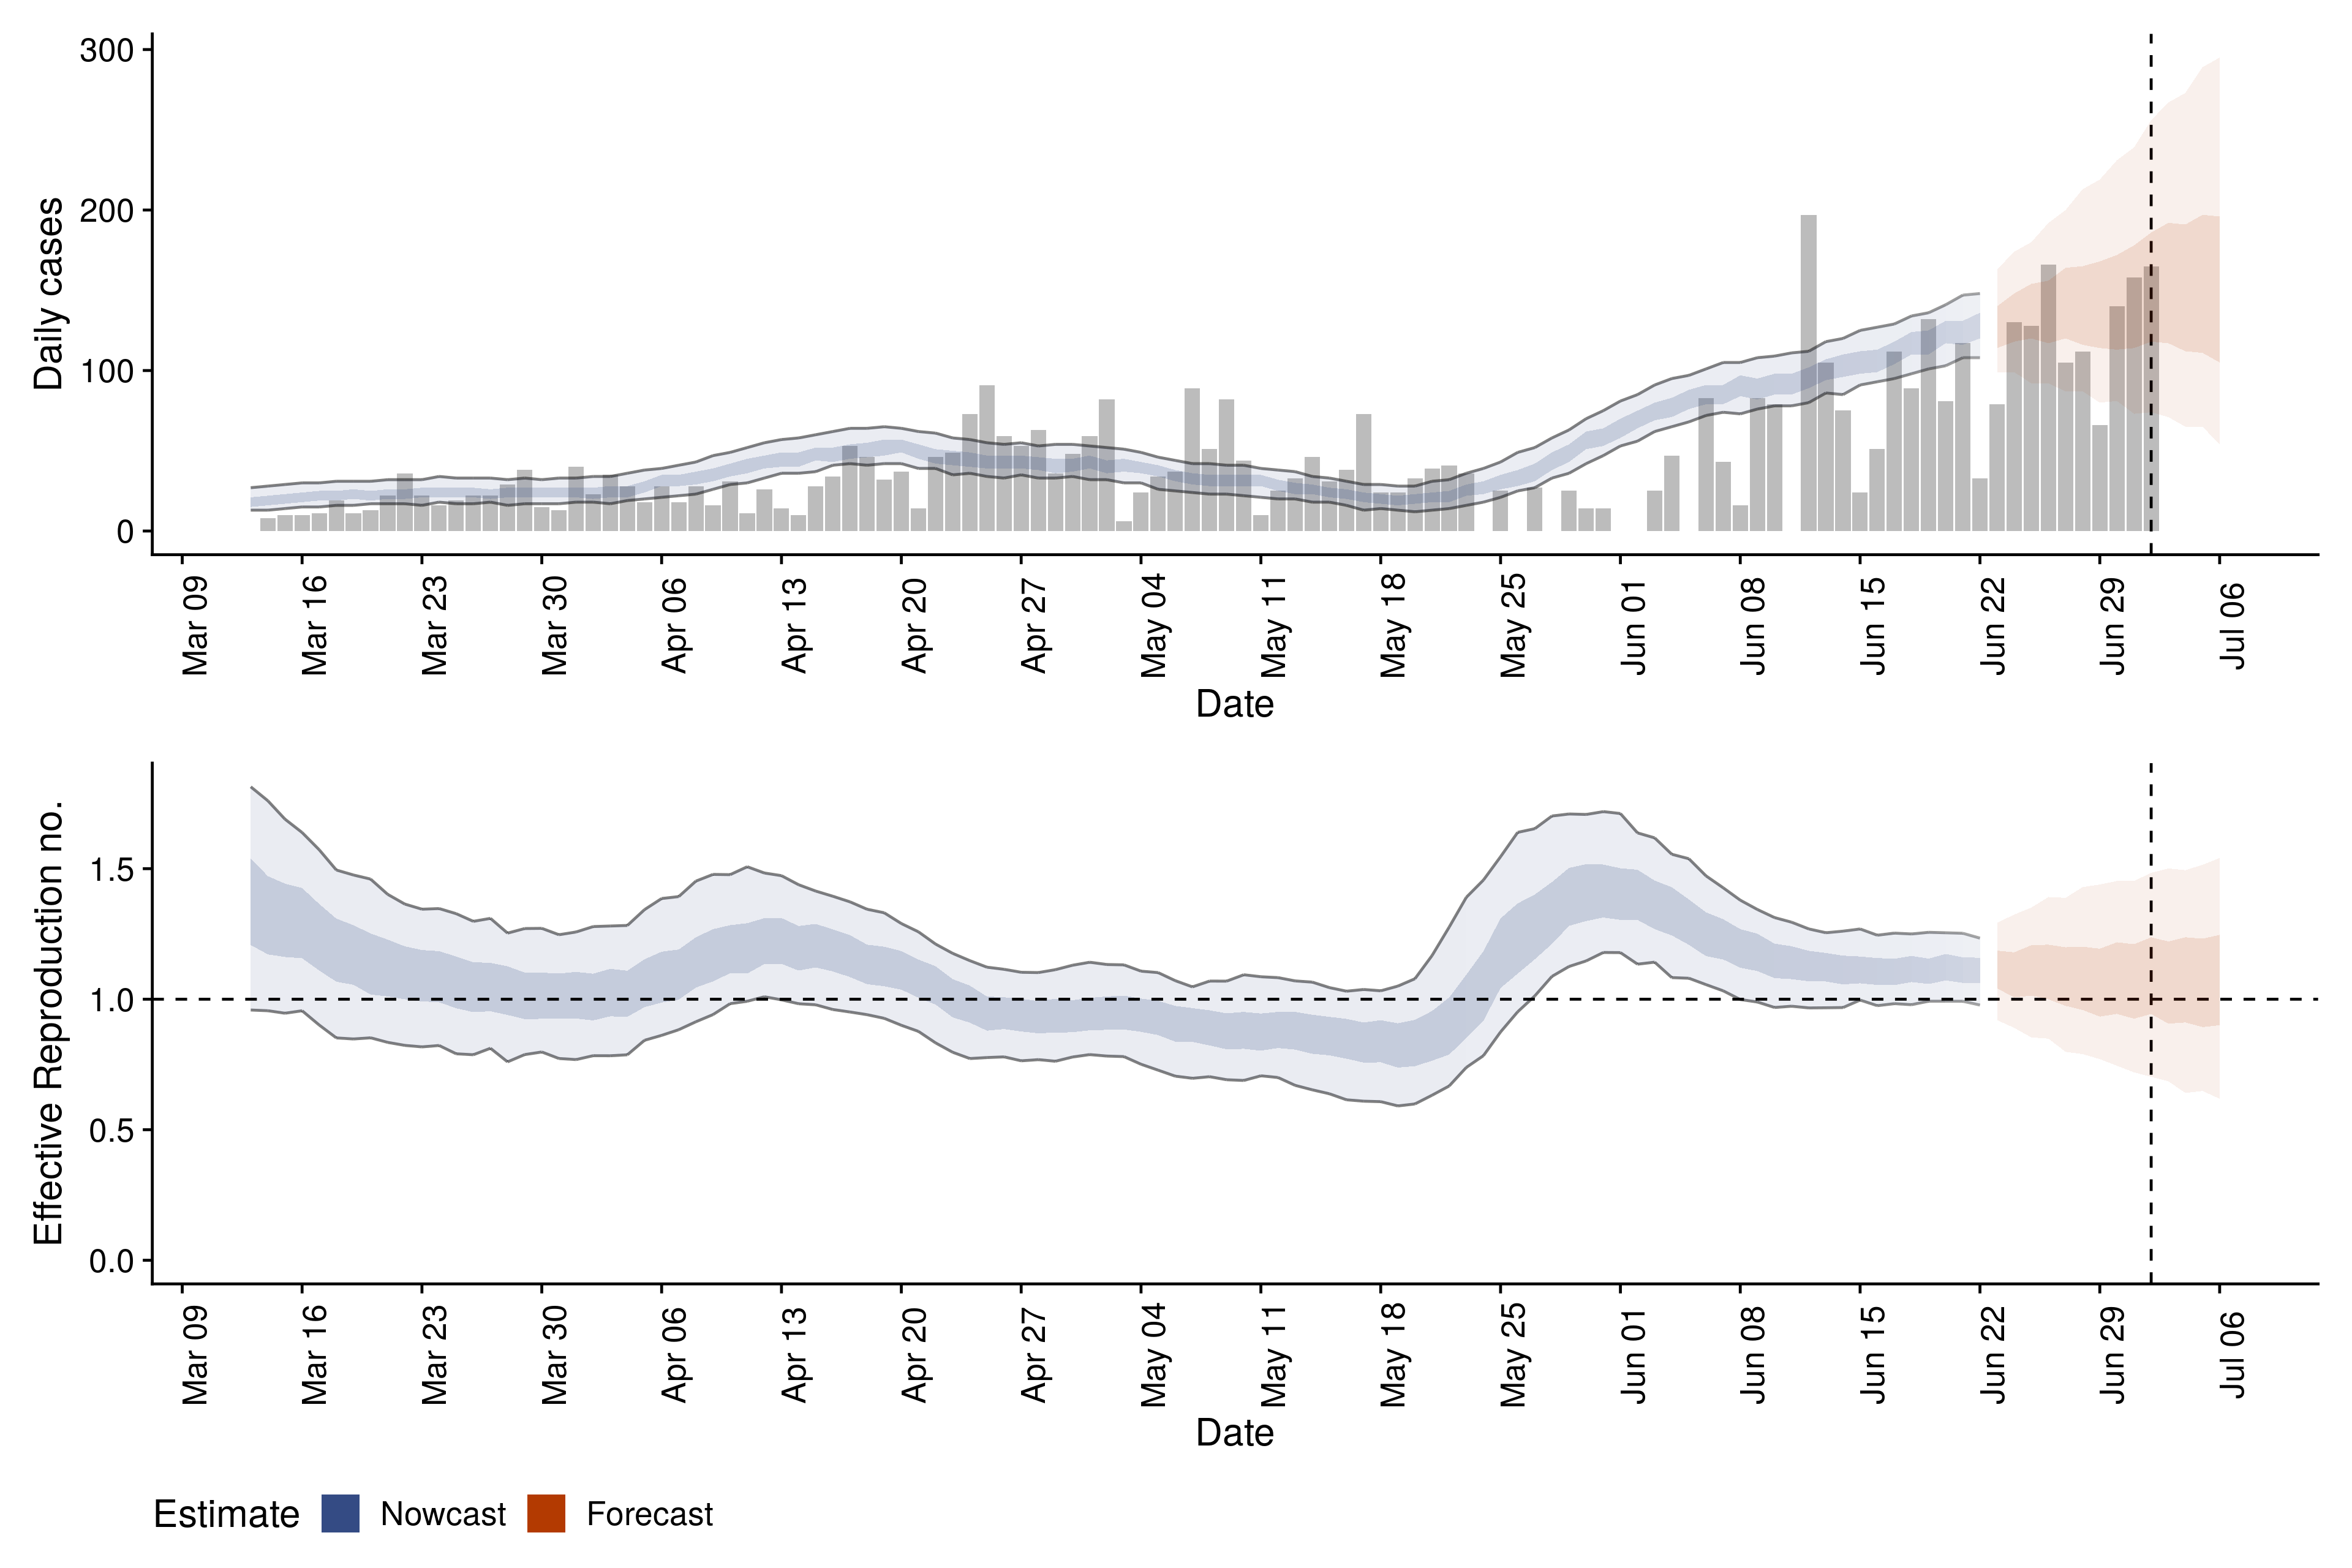 Daily cases
300
200
100
0
Mar 09
Mar 16
Mar 23
Mar 30
Apr 06
Apr 13
Apr 20
Apr 27
May 04
May 11
May 18
May 25
Jun 01
Jun 08
Jun 15
Jun 22
Jun 29
Jul 06
Date
Effective Reproduction no.
1.5
1.0
0.5
0.0
Mar 09
Mar 16
Mar 23
Mar 30
Apr 06
Apr 13
Apr 20
Apr 27
May 04
May 11
May 18
May 25
Jun 01
Jun 08
Jun 15
Jun 22
Jun 29
Jul 06
Date
Estimate Nowcast Forecast